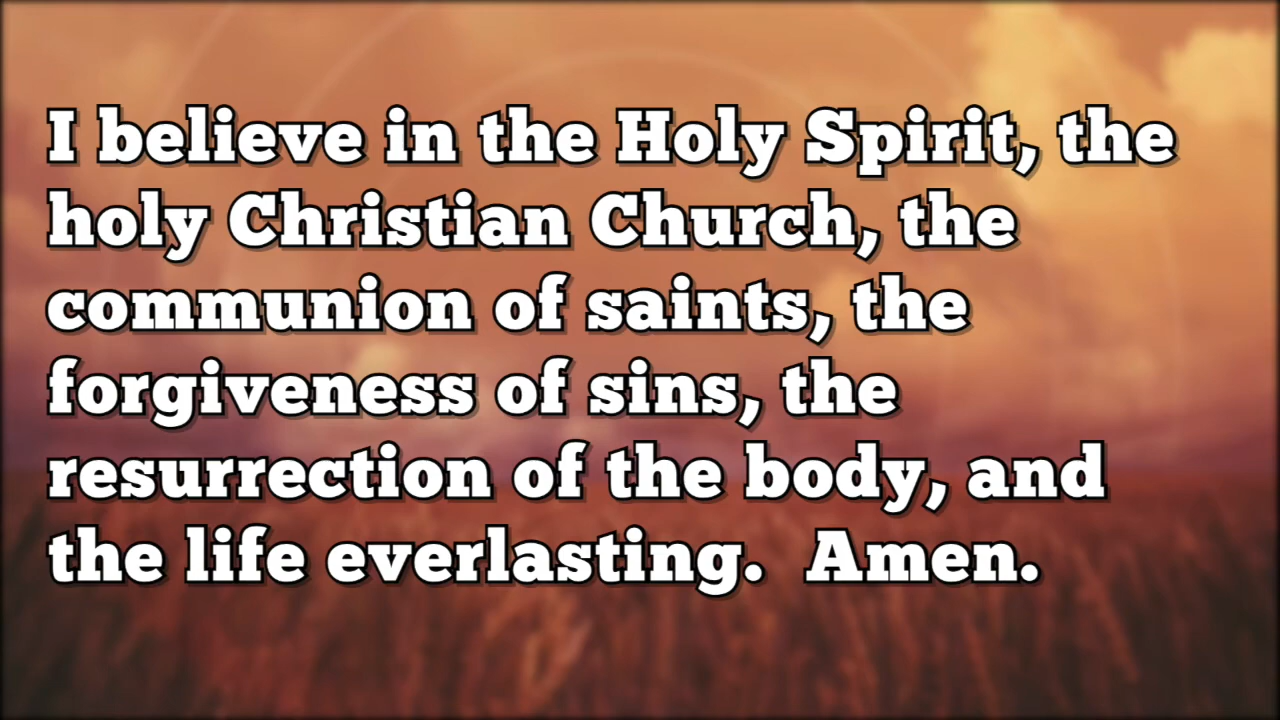 I believe in the Holy Spirit, the
holy Christian Church, the
communion of saints, the
forgiveness of sins, the
resurrection of the body, and
the life everlasting.  Amen.